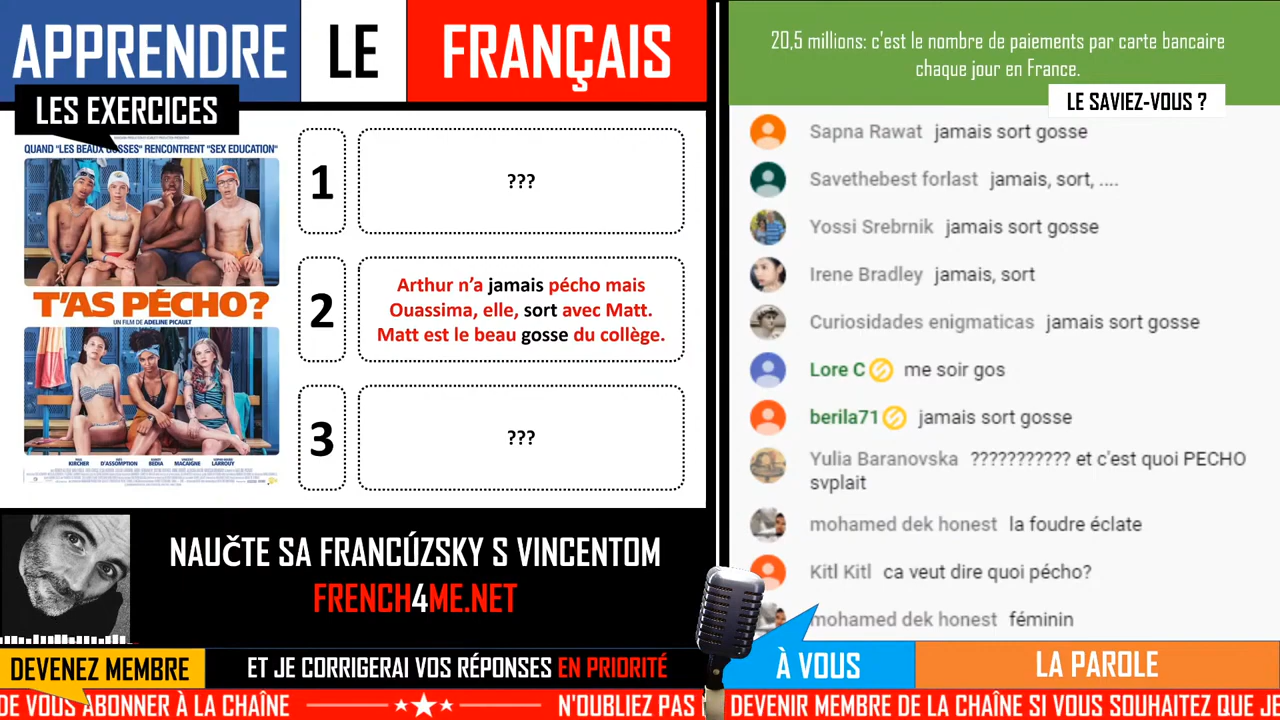 APPRENDRE LE FRANÇAIS
LES EXERCICES
QUAND "LES BEAUX GOSSES" RENCONTRENT "SEX EDUCATION"
T'AS PÉCHO?
UN FILM DE ADELINE PICAULT
1
???
2
Arthur n'a jamais pécho mais
Ouassima, elle, sort avec Matt.
Matt est le beau gosse du collège.
3
???
NAUČTE SA FRANCÚZSKY S VINCENTOM
FRENCH4ME.NET
DEVENEZ MEMBRE
ET JE CORRIGERAI VOS RÉPONSES EN PRIORITÉ
20,5 millions: c'est le nombre de paiements par carte bancaire
chaque jour en France.
LE SAVIEZ-VOUS ?
Sapna Rawat jamais sort gosse
Savethebest forlast jamais, sort, ....
Yossi Srebrnik jamais sort gosse
Irene Bradley jamais, sort
Curiosidades enigmaticas jamais sort gosse
Lore C me soir gos
berila71 jamais sort gosse
Yulia Baranovska ??????????? et c'est quoi PECHO
svplait
mohamed dek honest la foudre éclate
Kitl Kitl ca veut dire quoi pécho?
mohamed dek honest féminin
À VOUS
LA PAROLE
DE VOUS ABONNER À LA CHAÎNE
N'OUBLIEZ PAS
DEVENIR MEMBRE DE LA CHAÎNE SI VOUS SOUHAITEZ QUE JE